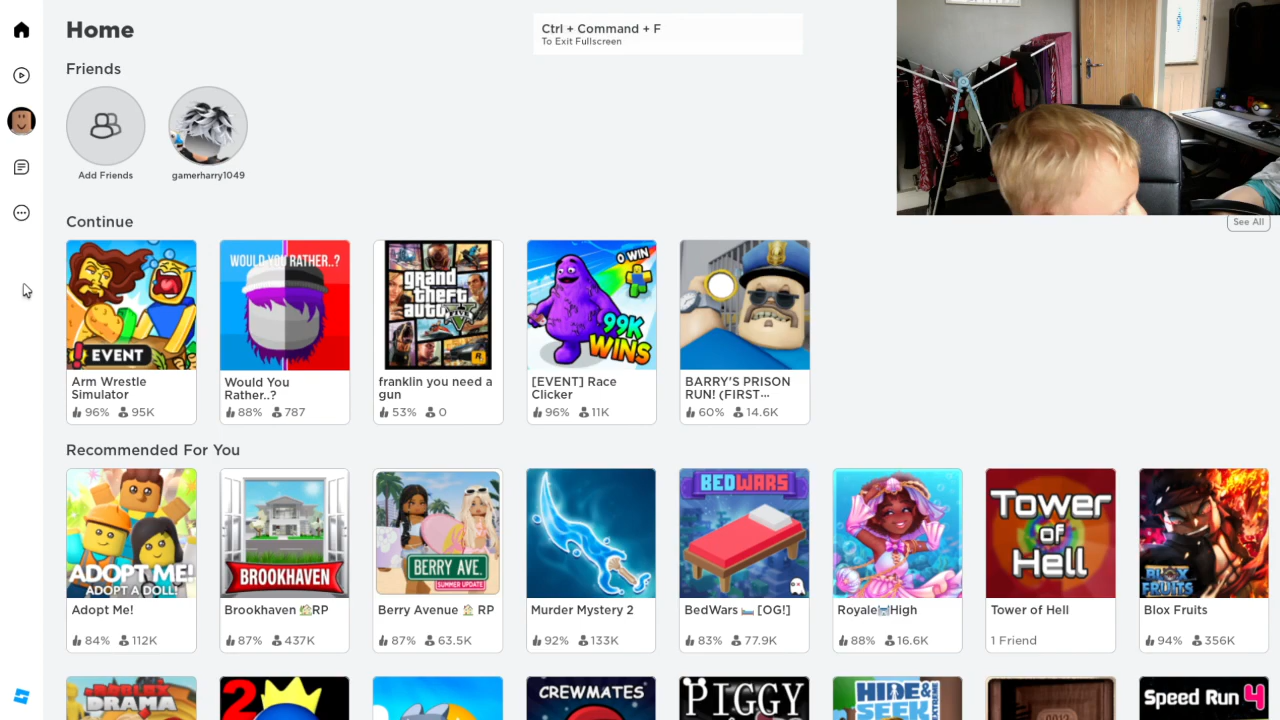 Home
Ctrl + Command + F
To Exit Fullscreen
Friends
Add Friends
gamerharry1049
Continue
See All
EVENT
WOULD YOU RATHER..?
grand
theft
auto
V
R
0 WIN
99K
WINS
Arm Wrestle
Simulator
96% 95K
Would You
Rather..?
88% 787
franklin you need a
gun
53% 0
[EVENT] Race
Clicker
96% 11K
BARRY'S PRISON
RUN! (FIRST...
60% 14.6K
Recommended For You
ADOPT ME!
ADOPT A DOLL!
BROOKHAVEN
BERRY AVE.
SUMMER UPDATE!
BEDWARS
Tower
of
Hell
BLOX
FRUITS
Adopt Me!
84% 112K
Brookhaven 🏡RP
87% 437K
Berry Avenue 🏡 RP
87% 63.5K
Murder Mystery 2
92% 133K
BedWars 🛏️ [OG!]
83% 77.9K
Royale🏰High
88% 16.6K
Tower of Hell
1 Friend
Blox Fruits
94% 356K
ROBLOX
DRAMA
2
CREWMATES
PIGGY
HIDE&
SEEK
EXTREME
Speed Run 4